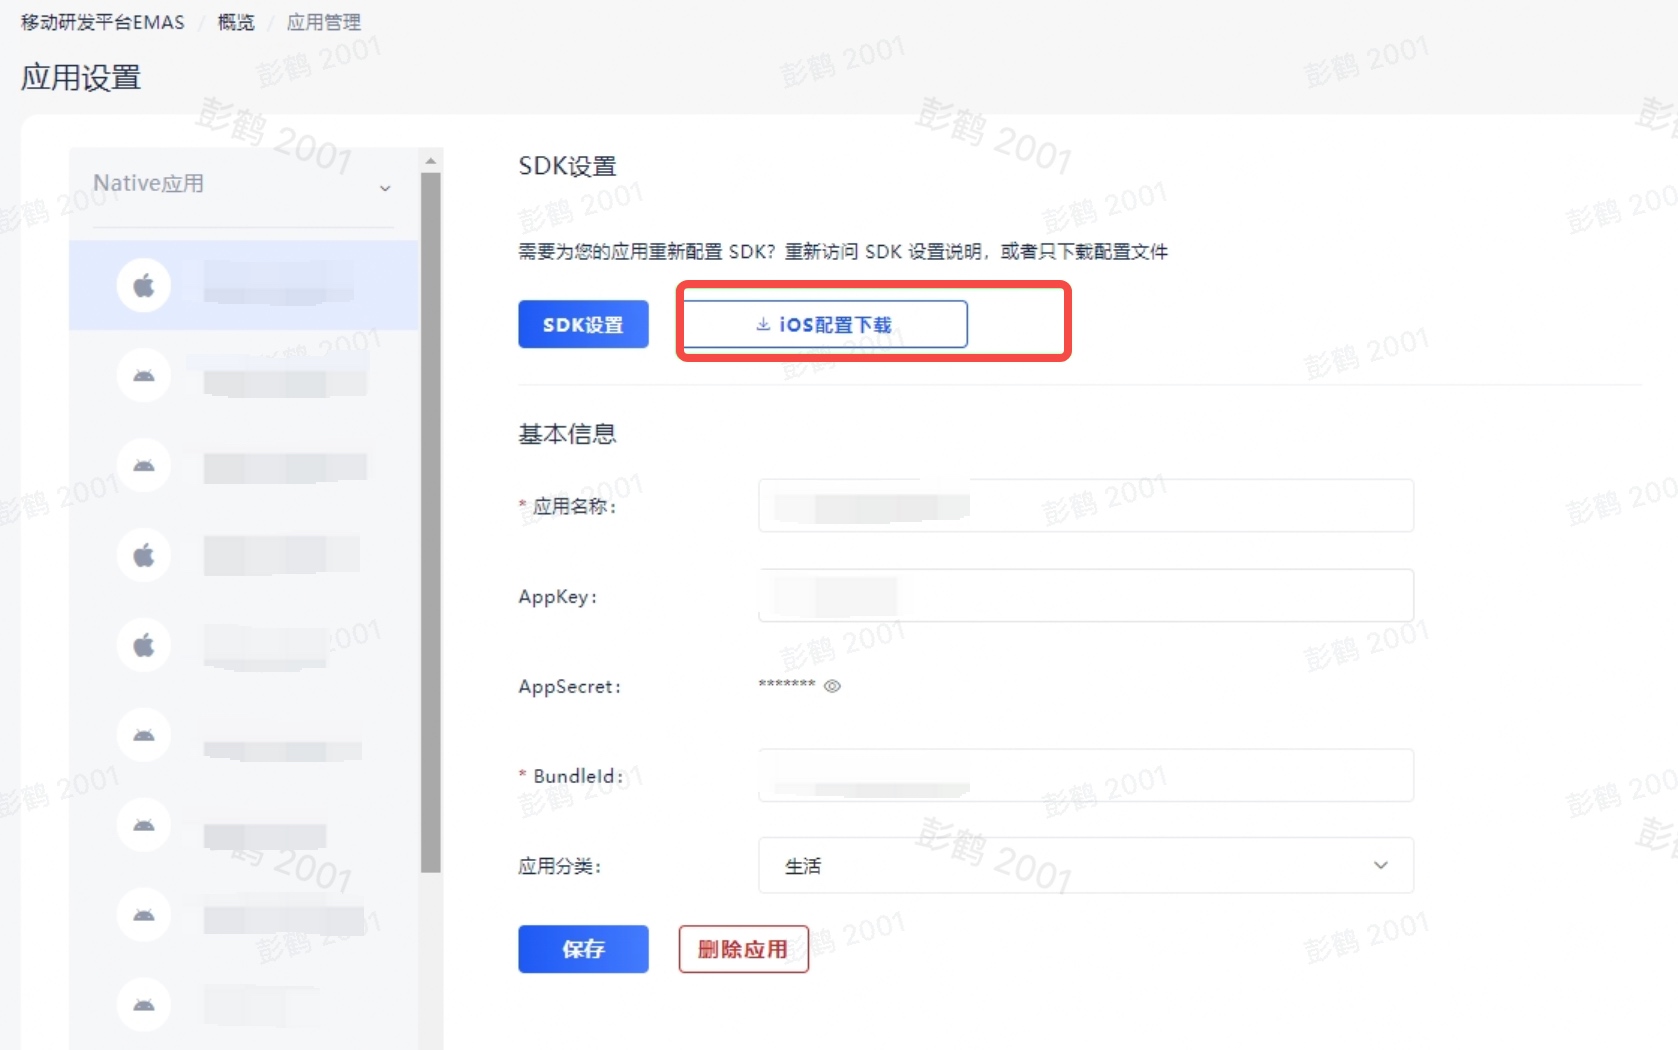 移动研发平台EMAS / 概览 / 应用管理
应用设置
Native应用
SDK设置
需要为您的应用重新配置 SDK？重新访问 SDK 设置说明，或者只下载配置文件
SDK设置
iOS配置下载
基本信息
* 应用名称：
AppKey：
AppSecret：
*******
* BundleId：
应用分类：
生活
保存
删除应用
彭鹤 2001